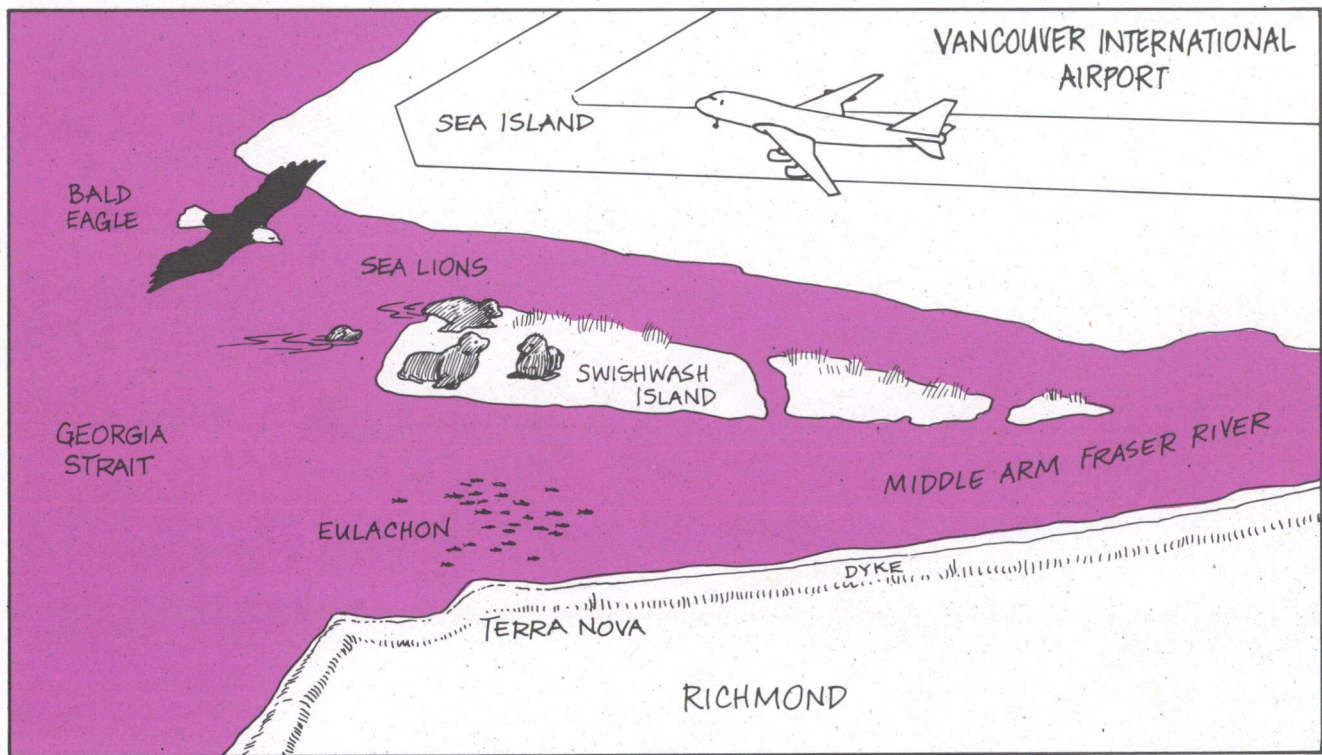 VANCOUVER INTERNATIONAL
AIRPORT
SEA ISLAND
BALD
EAGLE
SEA LIONS
SWISHWASH
ISLAND
GEORGIA
STRAIT
MIDDLE ARM FRASER RIVER
EULACHON
DYKE
TERRA NOVA
RICHMOND